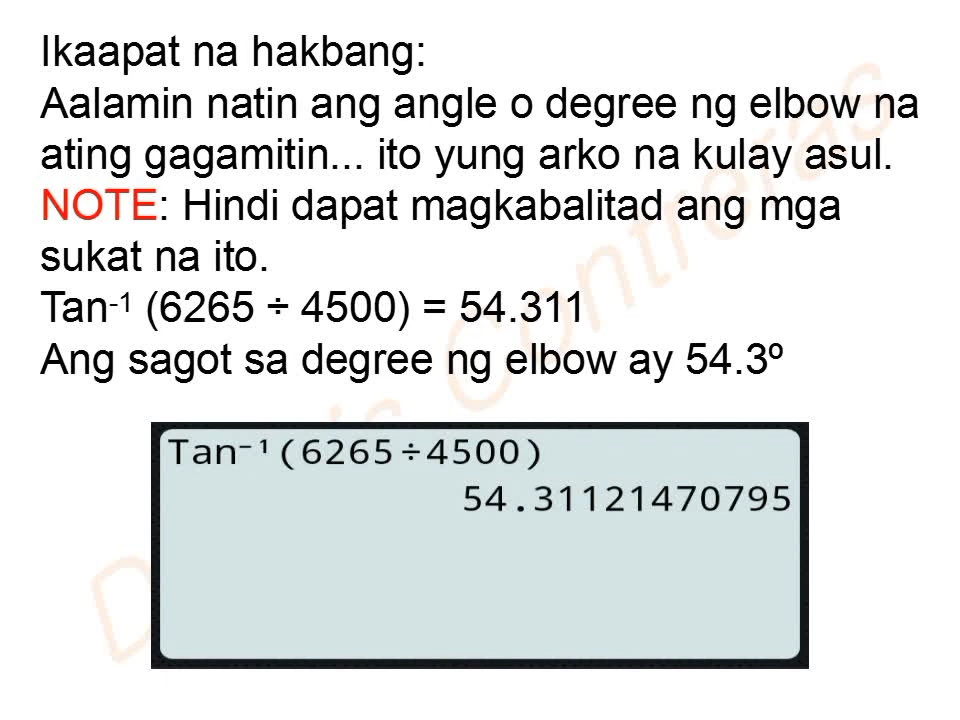 Ikaapat na hakbang:
Aalamin natin ang angle o degree ng elbow na
ating gagamitin... ito yung arko na kulay asul.
NOTE: Hindi dapat magkabalitad ang mga
sukat na ito.
Tan⁻¹ (6265 ÷ 4500) = 54.311
Ang sagot sa degree ng elbow ay 54.3º
Tan⁻¹(6265÷4500)
54.31121470795
Contreras